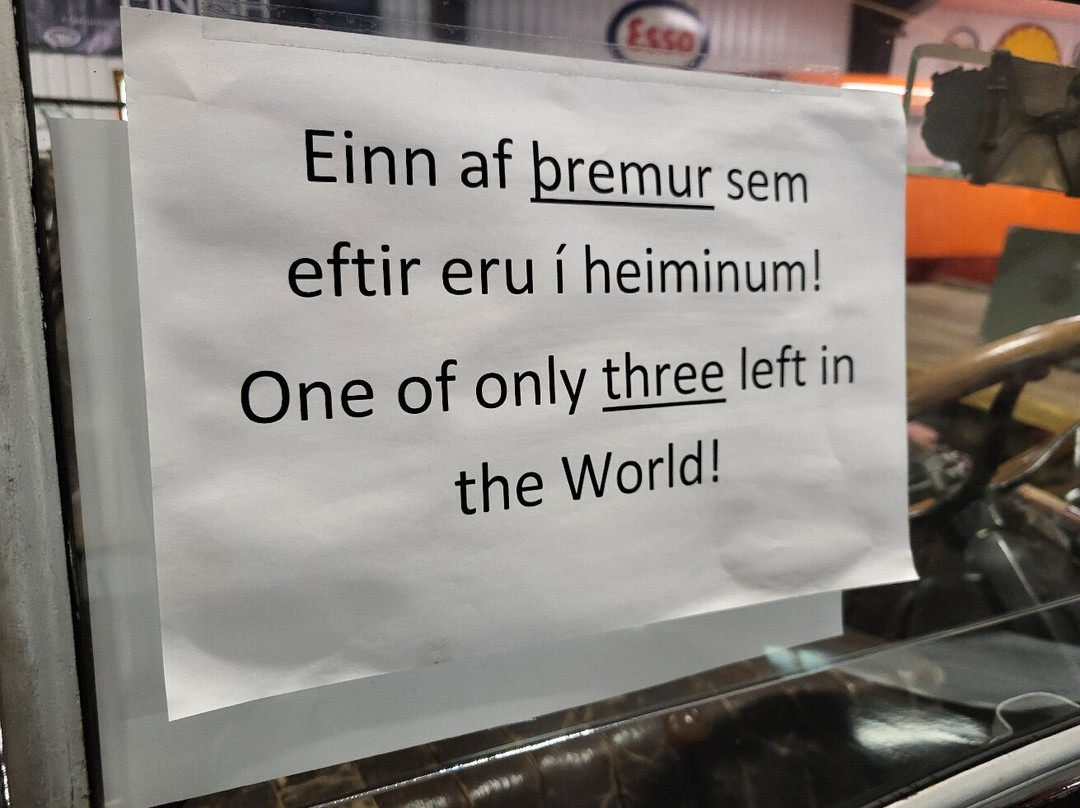 Esso
Einn af þremur sem
eftir eru í heiminum!
One of only three left in
the World!